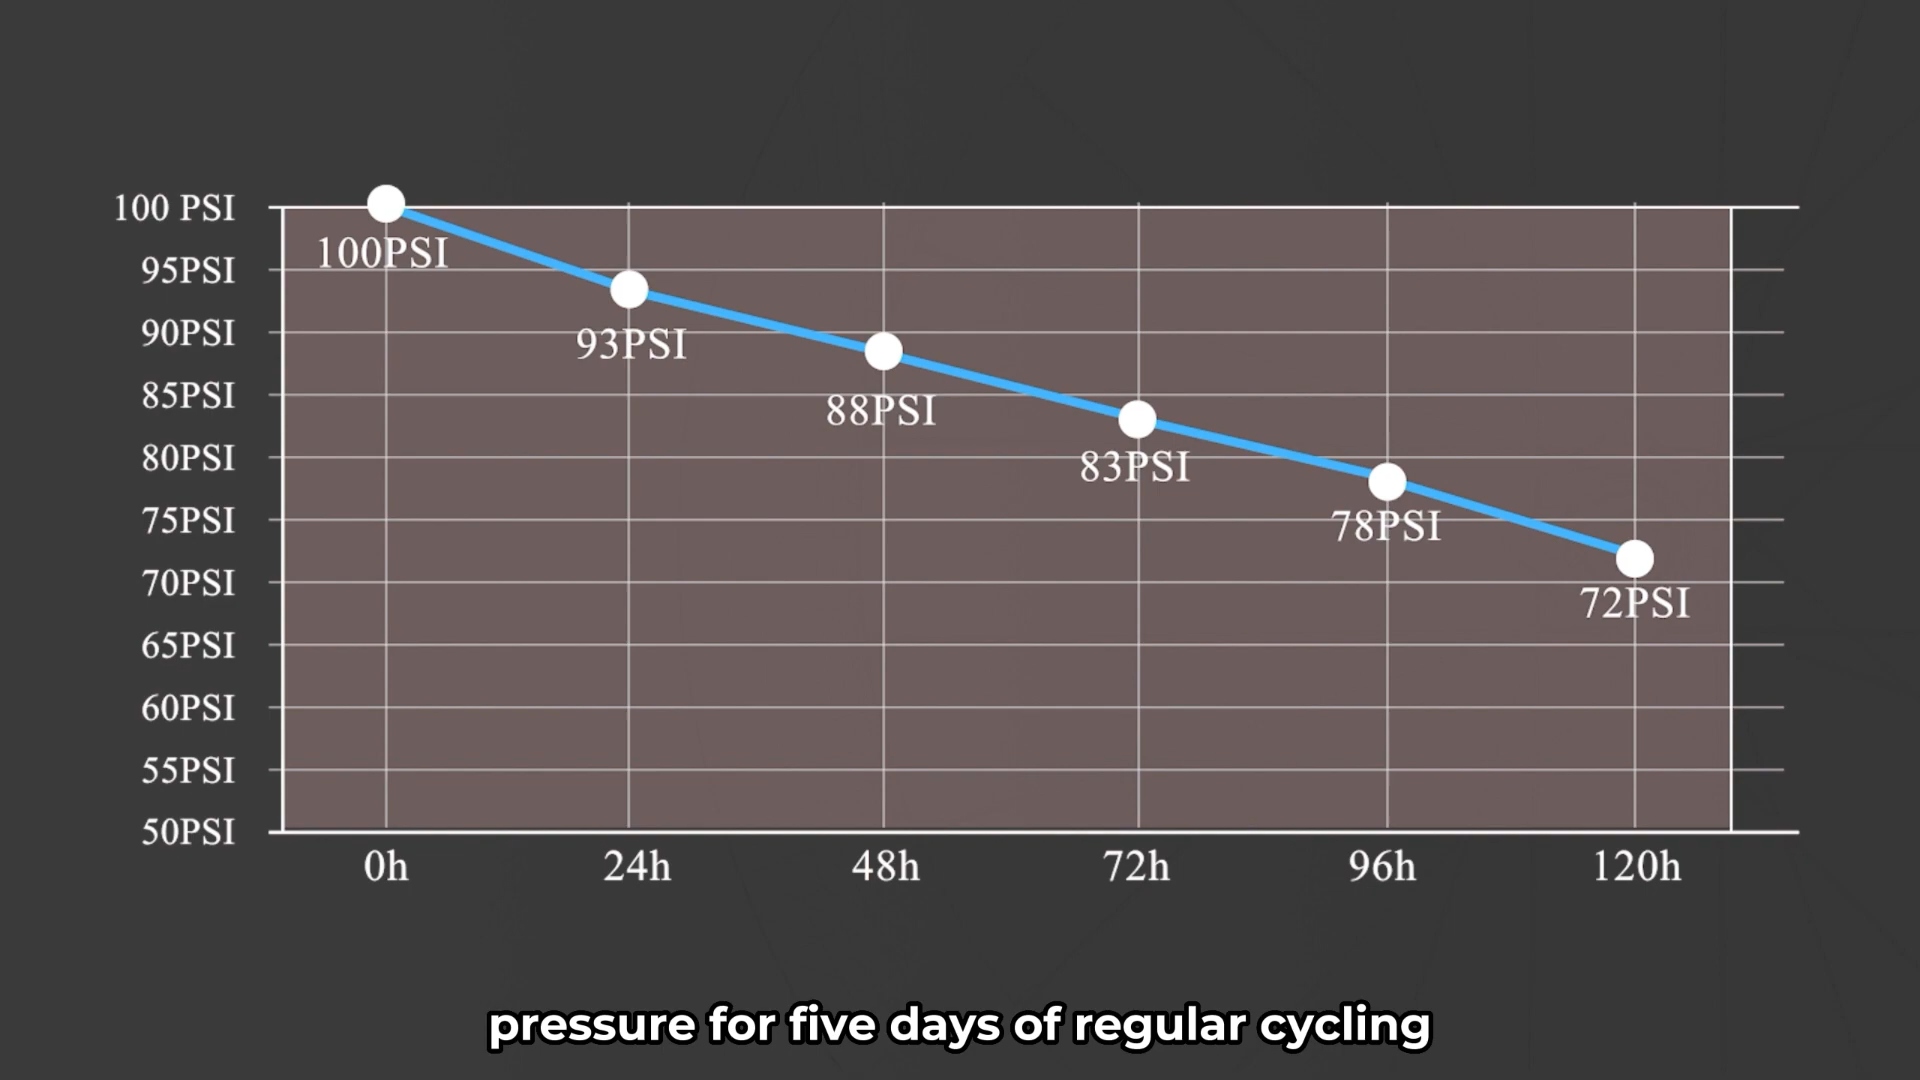 100 PSI
95PSI
90PSI
85PSI
80PSI
75PSI
70PSI
65PSI
60PSI
55PSI
50PSI
100PSI
93PSI
88PSI
83PSI
78PSI
72PSI
0h 24h 48h 72h 96h 120h
pressure for five days of regular cycling